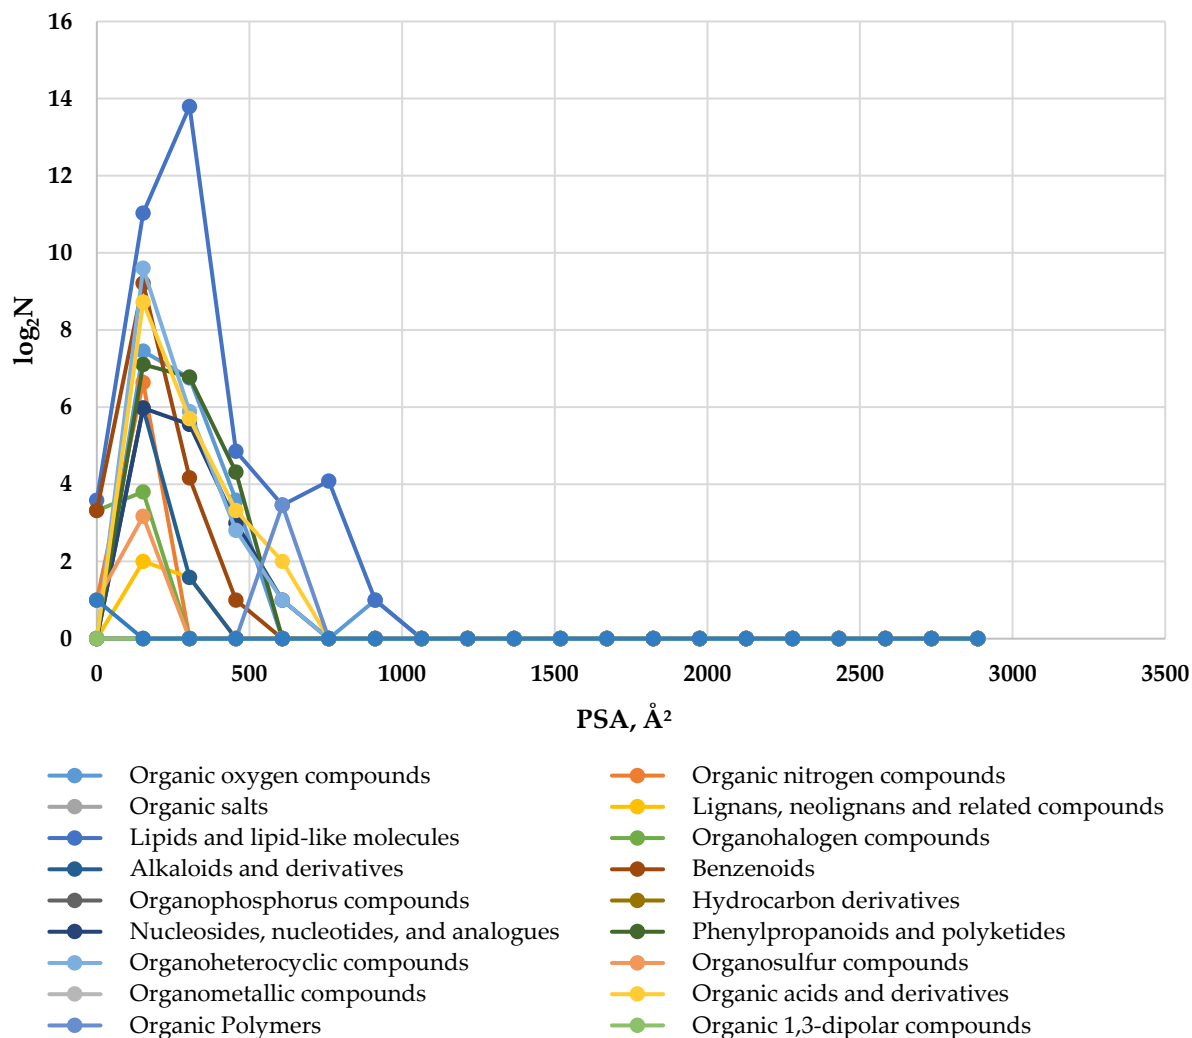 16
14
12
10
8
6
4
2
0
log₂N
0 500 1000 1500 2000 2500 3000 3500
PSA, Å²
Organic oxygen compounds Organic nitrogen compounds
Organic salts Lignans, neolignans and related compounds
Lipids and lipid-like molecules Organohalogen compounds
Alkaloids and derivatives Benzenoids
Organophosphorus compounds Hydrocarbon derivatives
Nucleosides, nucleotides, and analogues Phenylpropanoids and polyketides
Organoheterocyclic compounds Organosulfur compounds
Organometallic compounds Organic acids and derivatives
Organic Polymers Organic 1,3-dipolar compounds